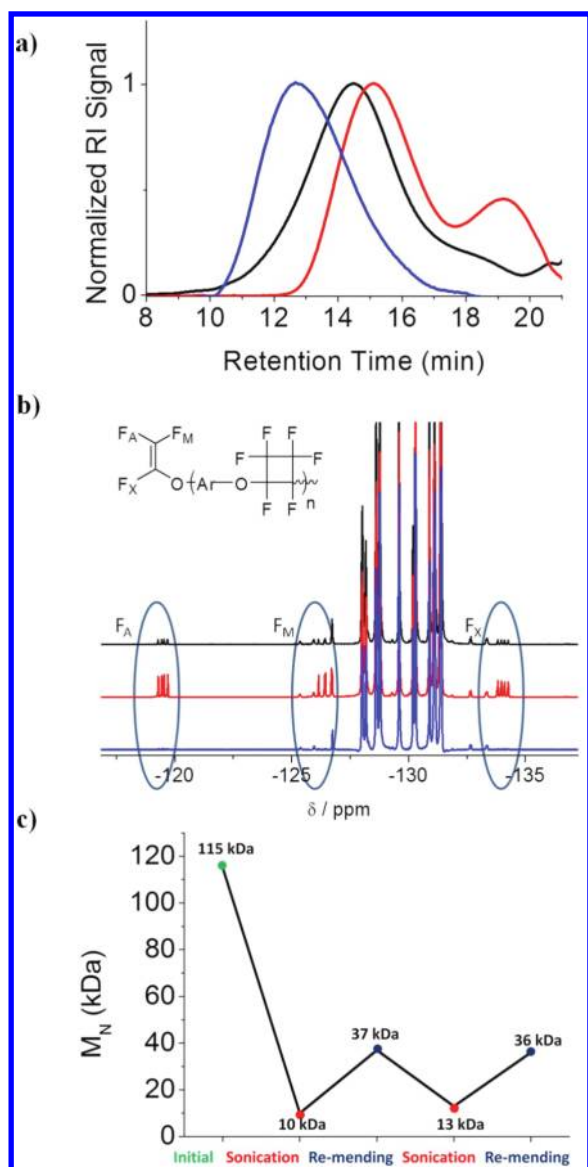 a)
Normalized RI Signal
1
0
8 10 12 14 16 18 20
Retention Time (min)
b)
F_A F_M
F F
F F
F_X O (Ar O )n
F F
F_A F_M F_X
-120 -125 -130 -135
δ / ppm
c)
M_N (kDa)
120
100
80
60
40
20
0
115 kDa
37 kDa
36 kDa
10 kDa
13 kDa
Initial Sonication Re-mending Sonication Re-mending